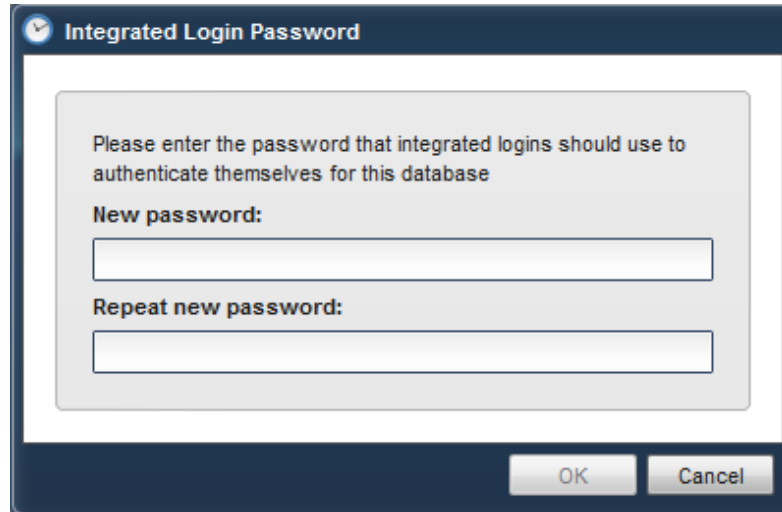 Integrated Login Password
Please enter the password that integrated logins should use to
authenticate themselves for this database
New password:
Repeat new password:
OK
Cancel